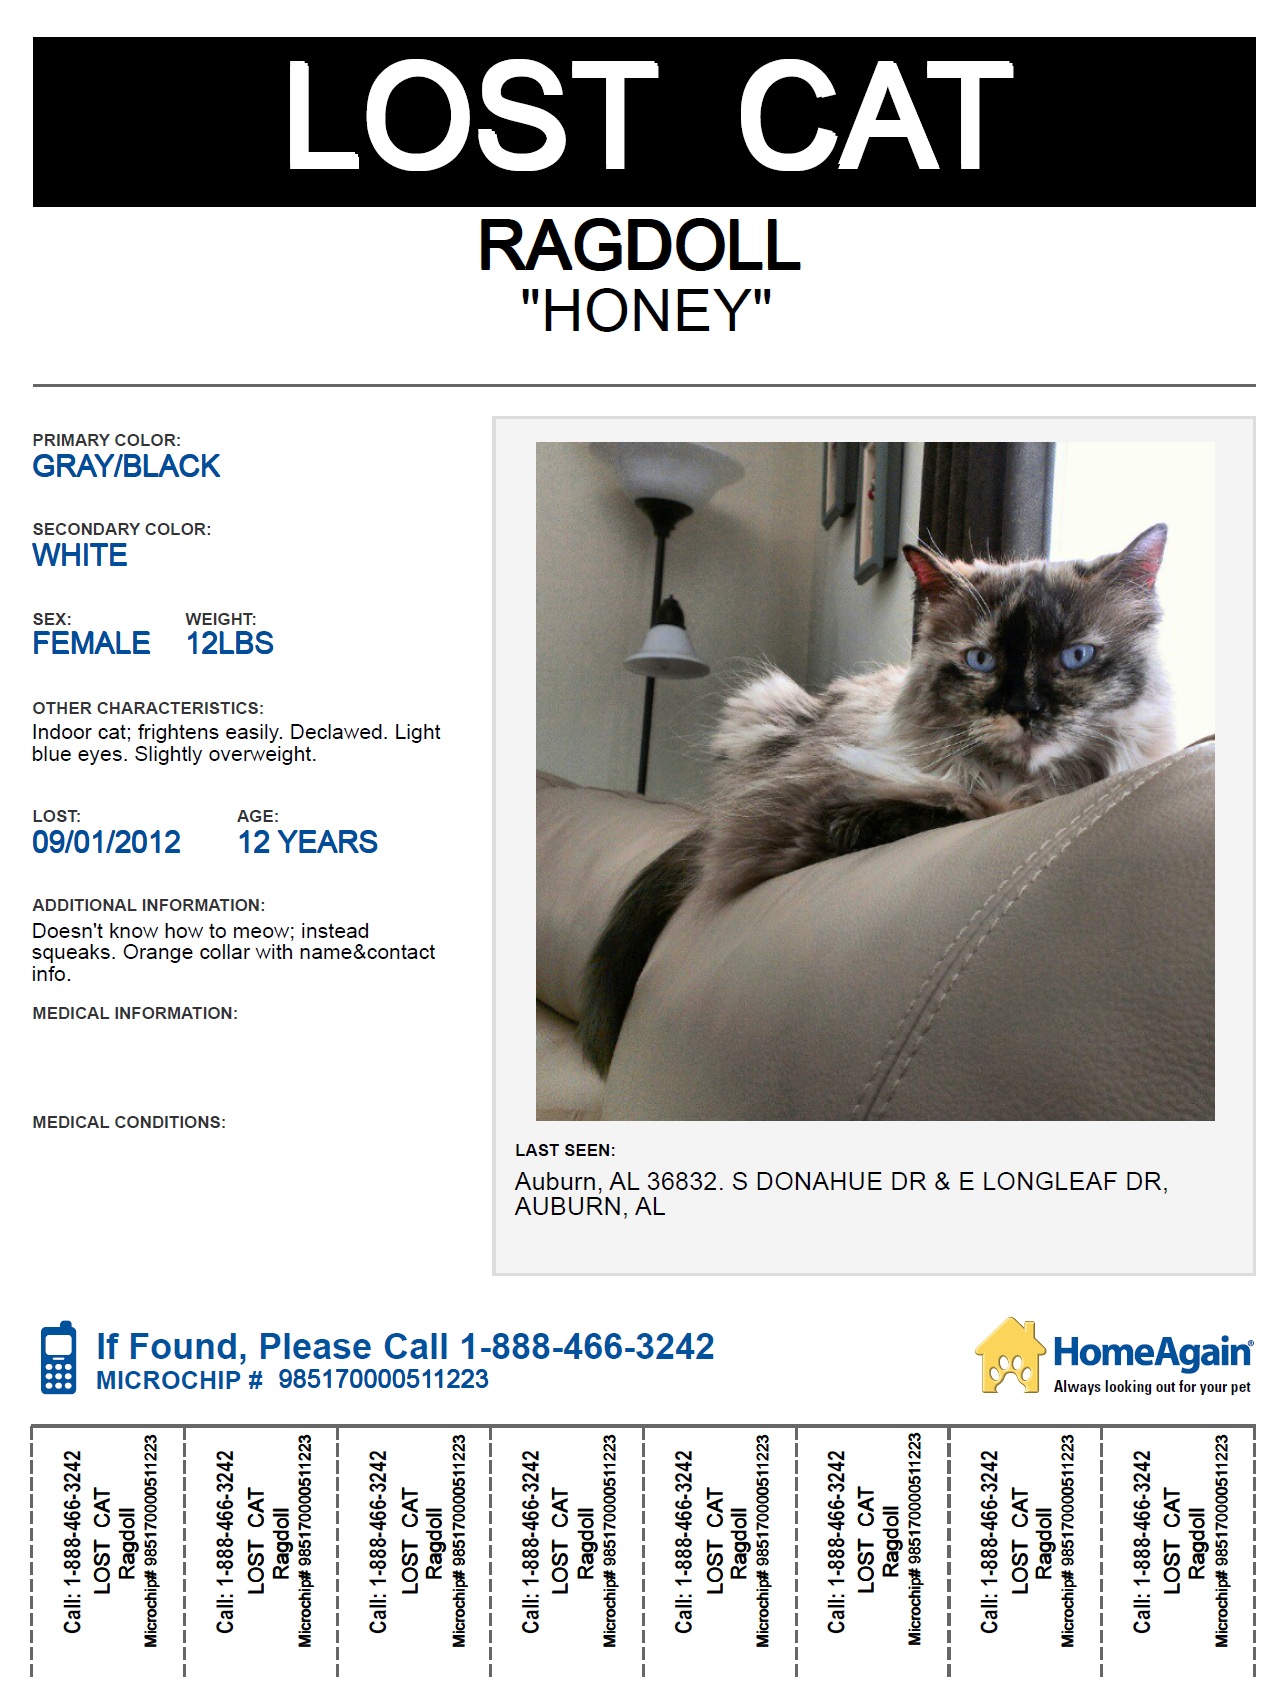 LOST CAT
RAGDOLL
"HONEY"
PRIMARY COLOR:
GRAY/BLACK
SECONDARY COLOR:
WHITE
SEX: WEIGHT:
FEMALE 12LBS
OTHER CHARACTERISTICS:
Indoor cat; frightens easily. Declawed. Light
blue eyes. Slightly overweight.
LOST: AGE:
09/01/2012 12 YEARS
ADDITIONAL INFORMATION:
Doesn't know how to meow; instead
squeaks. Orange collar with name&contact
info.
MEDICAL INFORMATION:
MEDICAL CONDITIONS:
LAST SEEN:
Auburn, AL 36832. S DONAHUE DR & E LONGLEAF DR,
AUBURN, AL
If Found, Please Call 1-888-466-3242
MICROCHIP # 985170000511223
HomeAgain®
Always looking out for your pet
Call: 1-888-466-3242
LOST CAT
Ragdoll
Microchip# 985170000511223
Call: 1-888-466-3242
LOST CAT
Ragdoll
Microchip# 985170000511223
Call: 1-888-466-3242
LOST CAT
Ragdoll
Microchip# 985170000511223
Call: 1-888-466-3242
LOST CAT
Ragdoll
Microchip# 985170000511223
Call: 1-888-466-3242
LOST CAT
Ragdoll
Microchip# 985170000511223
Call: 1-888-466-3242
LOST CAT
Ragdoll
Microchip# 985170000511223
Call: 1-888-466-3242
LOST CAT
Ragdoll
Microchip# 985170000511223
Call: 1-888-466-3242
LOST CAT
Ragdoll
Microchip# 985170000511223